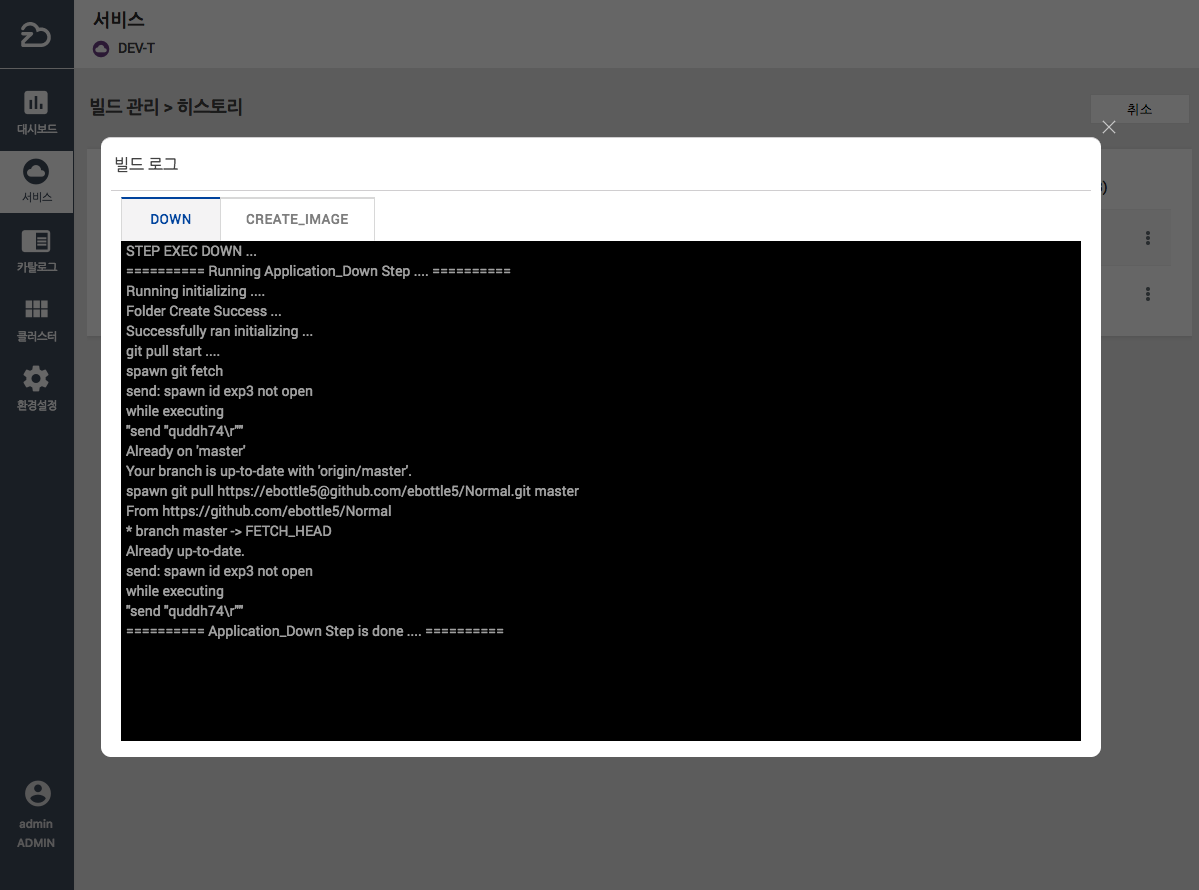 서비스
DEV-T
대시보드
서비스
카탈로그
클러스터
환경설정
admin
ADMIN
빌드 관리 > 히스토리
취소
빌드 로그
DOWN
CREATE_IMAGE
STEP EXEC DOWN ...
========== Running Application_Down Step .... ==========
Running initializing ....
Folder Create Success ...
Successfully ran initializing ...
git pull start ....
spawn git fetch
send: spawn id exp3 not open
while executing
"send "quddh74\r""
Already on 'master'
Your branch is up-to-date with 'origin/master'.
spawn git pull https://ebottle5@github.com/ebottle5/Normal.git master
From https://github.com/ebottle5/Normal
* branch master -> FETCH_HEAD
Already up-to-date.
send: spawn id exp3 not open
while executing
"send "quddh74\r""
========== Application_Down Step is done .... ==========